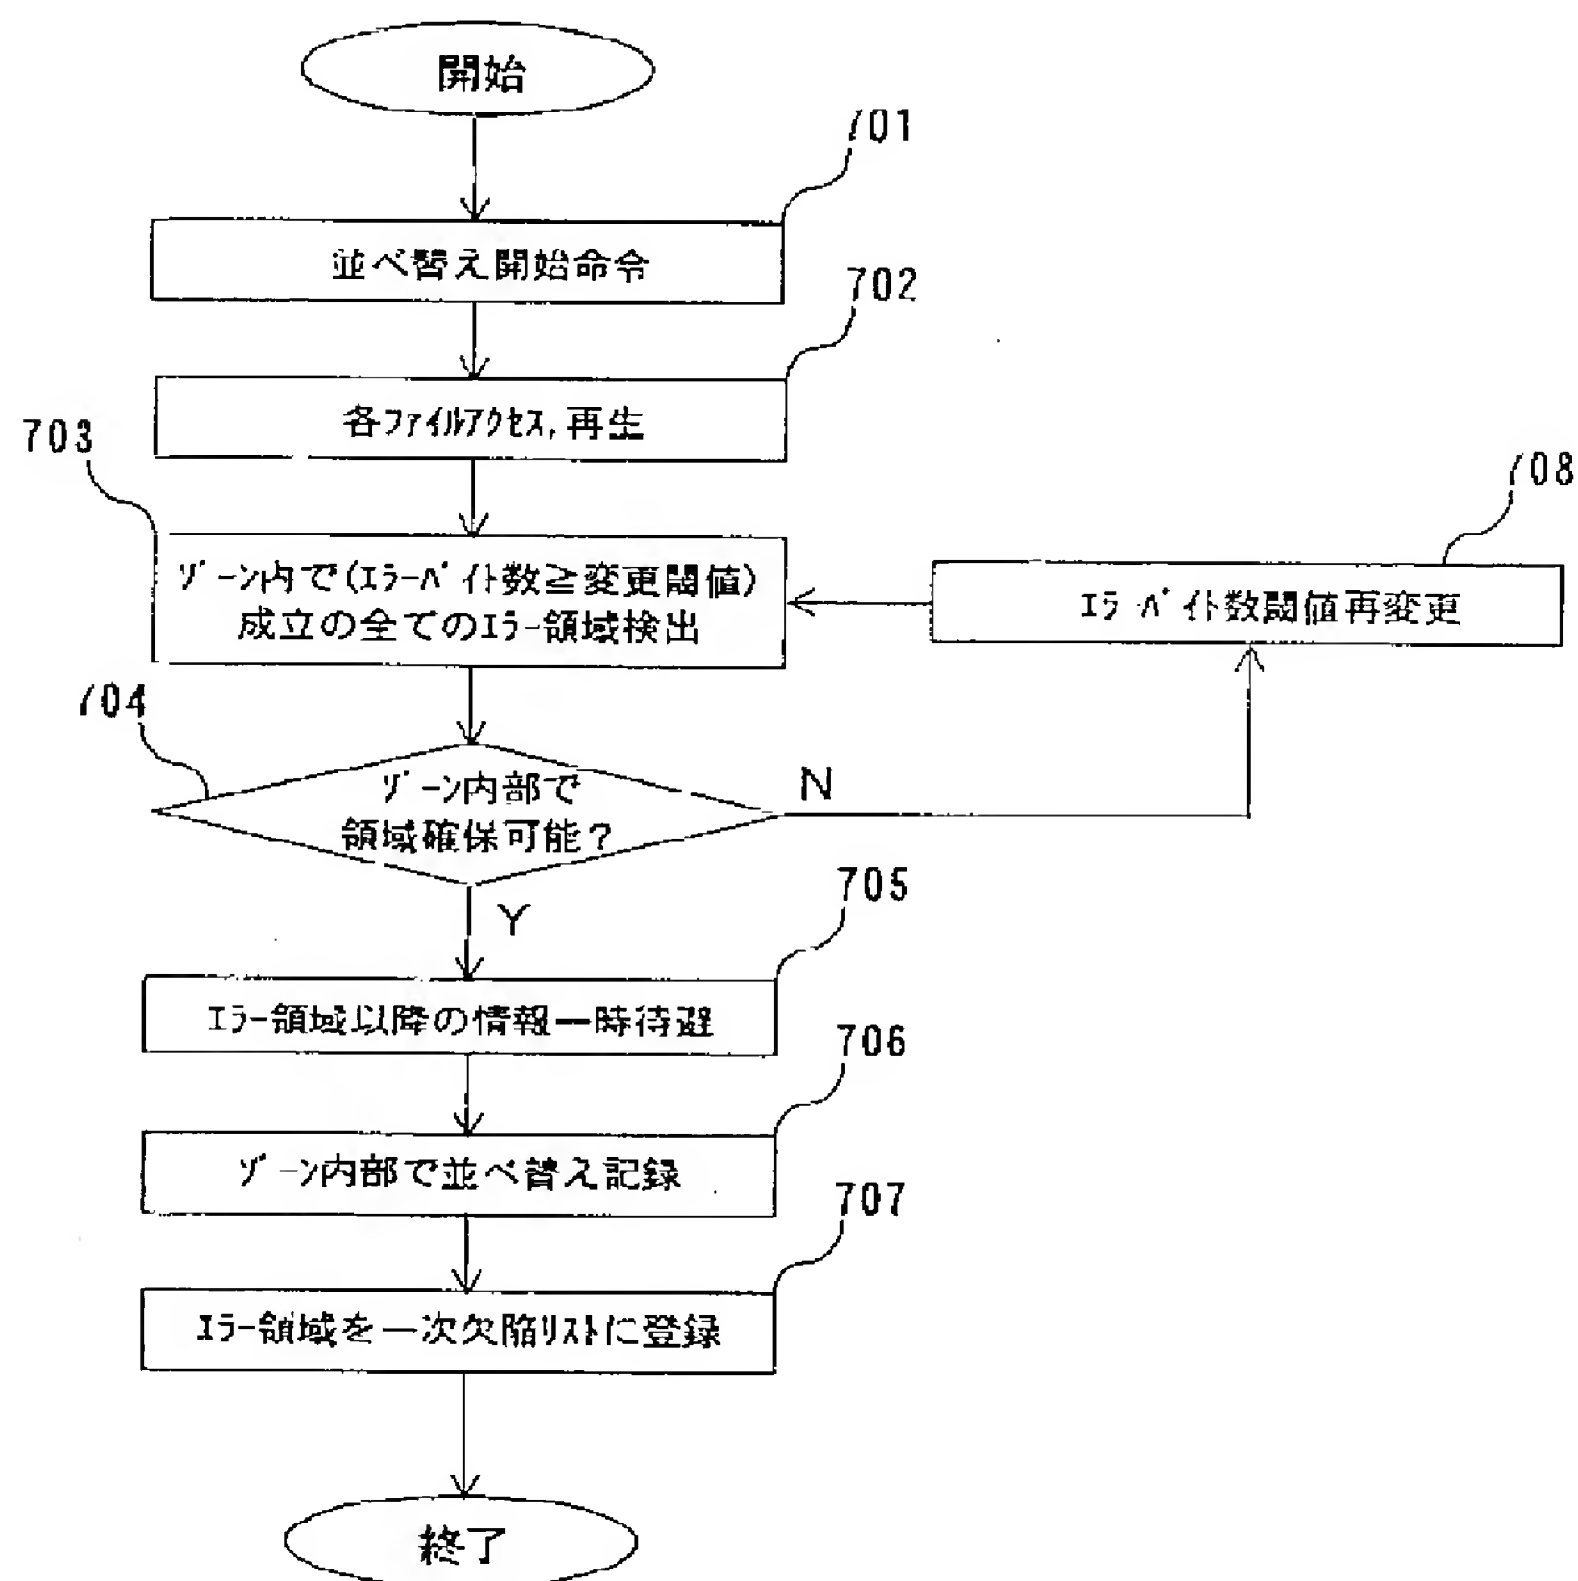 開始
701
並べ替え開始命令
702
各ファイルアクセス,再生
703
ゾーン内で(エラーバイト数≧変更閾値)
成立の全てのエラー領域検出
708
エラーバイト数閾値再変更
704
ゾーン内部で
領域確保可能?
N
Y
705
エラー領域以降の情報一時待避
706
ゾーン内部で並べ替え記録
707
エラー領域を一次欠陥リストに登録
終了